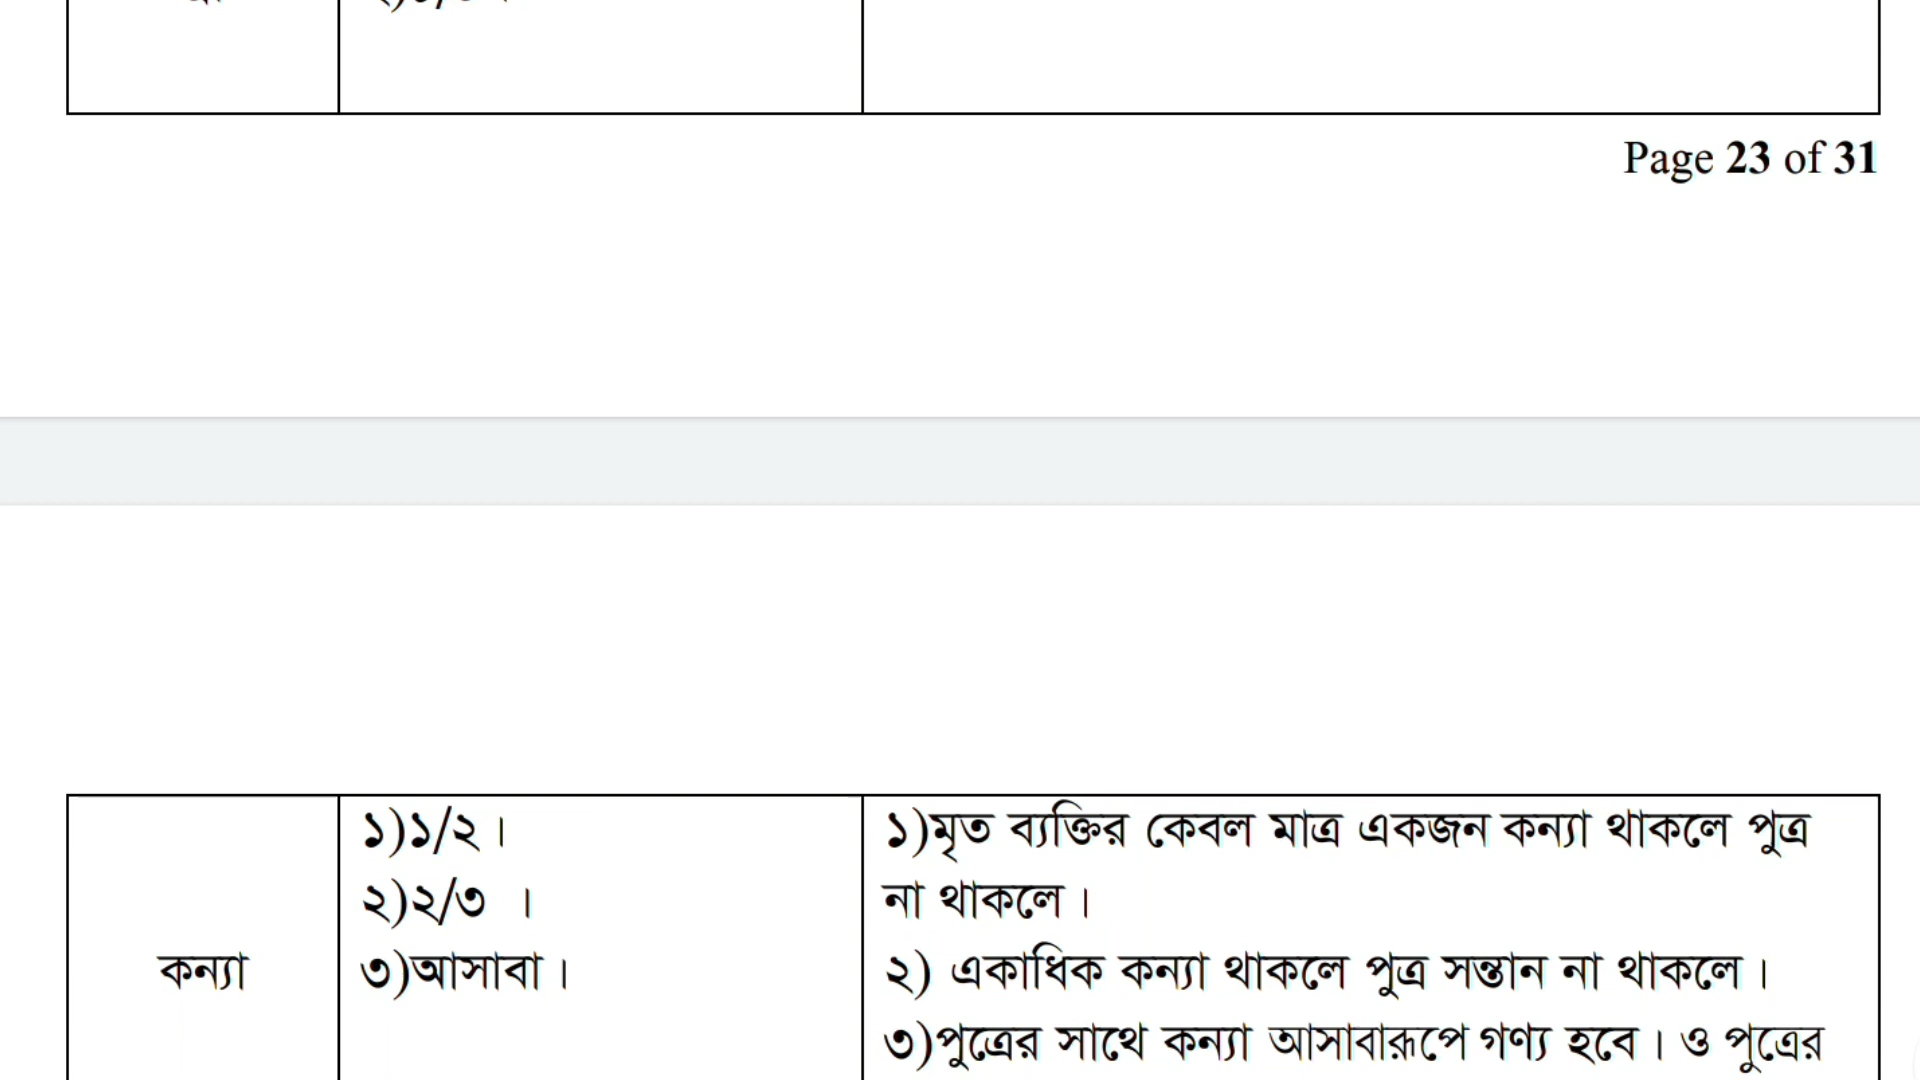 Page 23 of 31
১)১/২।
২)২/৩ ।
কন্যা
৩)আসাবা।
১)মৃত ব্যক্তির কেবল মাত্র একজন কন্যা থাকলে পুত্র
না থাকলে।
২) একাধিক কন্যা থাকলে পুত্র সন্তান না থাকলে।
৩)পুত্রের সাথে কন্যা আসাবারূপে গণ্য হবে। ও পুত্রের